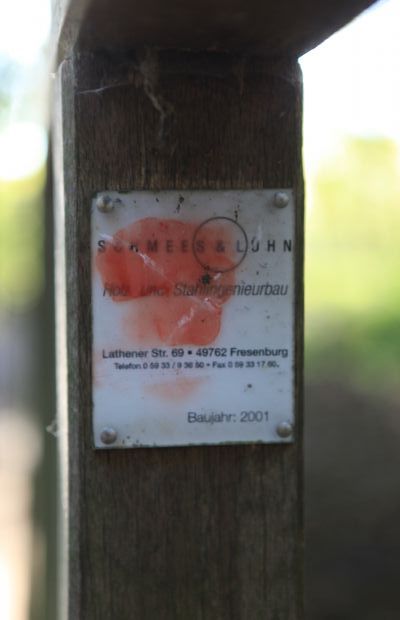 SCHMEES & LÜHN
Holz- und Stahlingenieurbau
Lathener Str. 69 • 49762 Fresenburg
Telefon 0 59 33 / 9 36 50 • Fax 0 59 33 17 60.
Baujahr: 2001